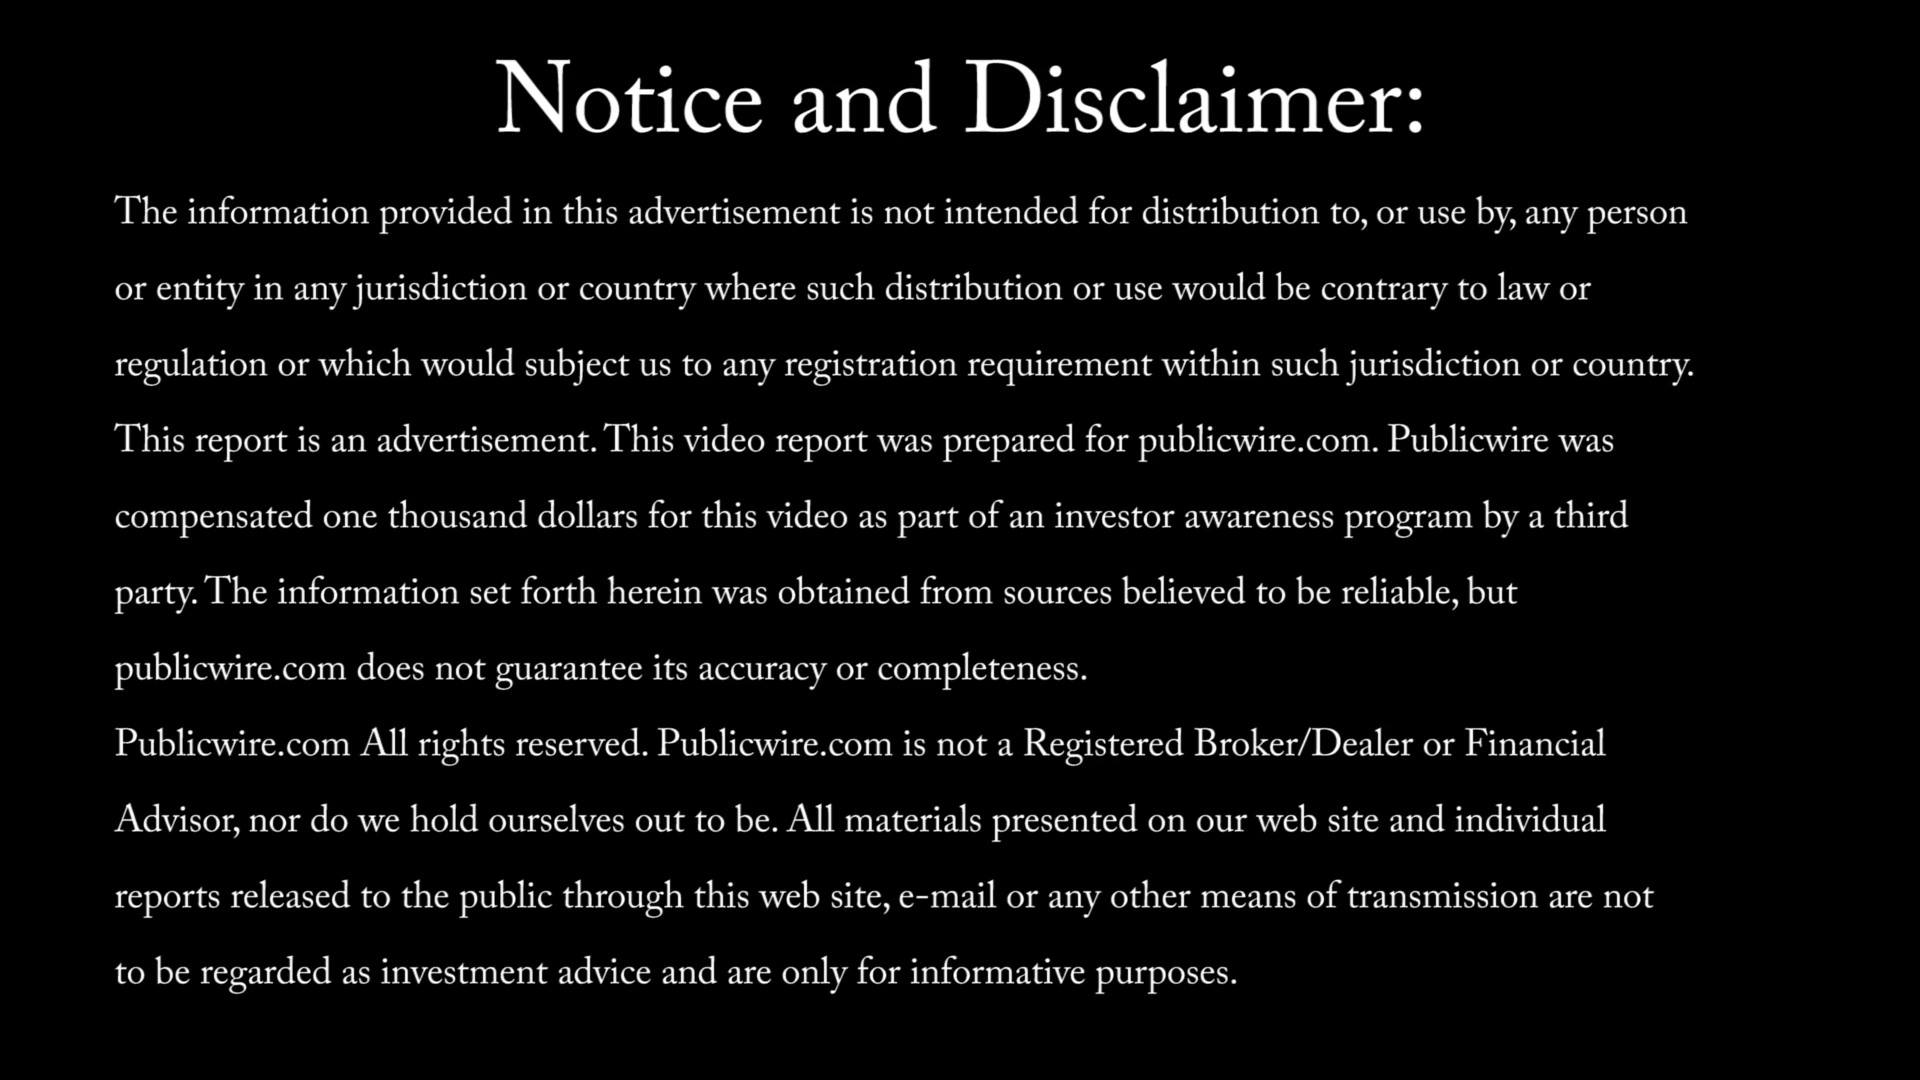 Notice and Disclaimer:
The information provided in this advertisement is not intended for distribution to, or use by, any person
or entity in any jurisdiction or country where such distribution or use would be contrary to law or
regulation or which would subject us to any registration requirement within such jurisdiction or country.
This report is an advertisement. This video report was prepared for publicwire.com. Publicwire was
compensated one thousand dollars for this video as part of an investor awareness program by a third
party. The information set forth herein was obtained from sources believed to be reliable, but
publicwire.com does not guarantee its accuracy or completeness.
Publicwire.com All rights reserved. Publicwire.com is not a Registered Broker/Dealer or Financial
Advisor, nor do we hold ourselves out to be. All materials presented on our web site and individual
reports released to the public through this web site, e-mail or any other means of transmission are not
to be regarded as investment advice and are only for informative purposes.